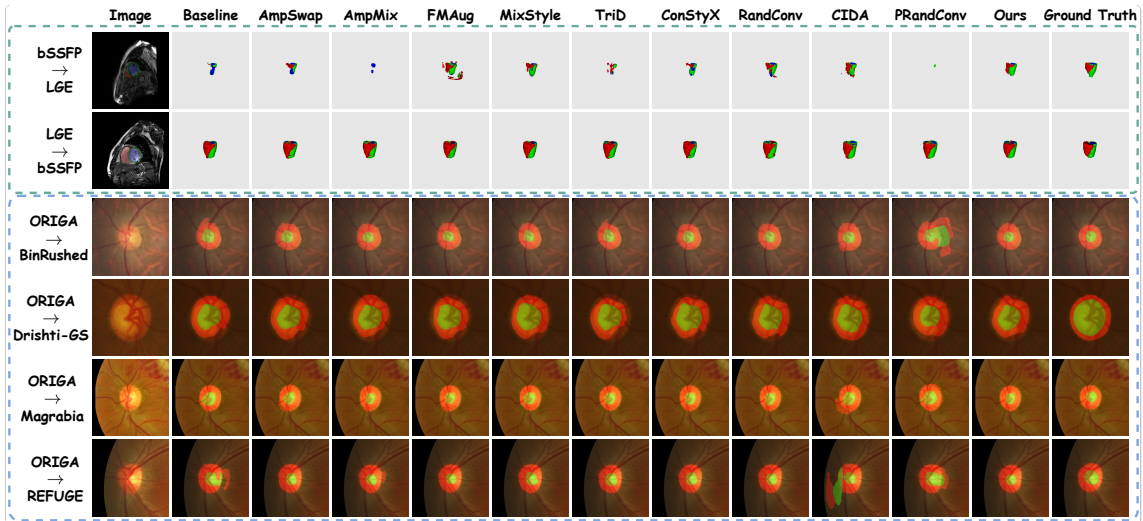 Image Baseline AmpSwap AmpMix FMAug MixStyle TriD ConStyX RandConv CIDA PRandConv Ours Ground Truth
bSSFP
→
LGE
LGE
→
bSSFP
ORIGA
→
BinRushed
ORIGA
→
Drishti-GS
ORIGA
→
Magrabia
ORIGA
→
REFUGE